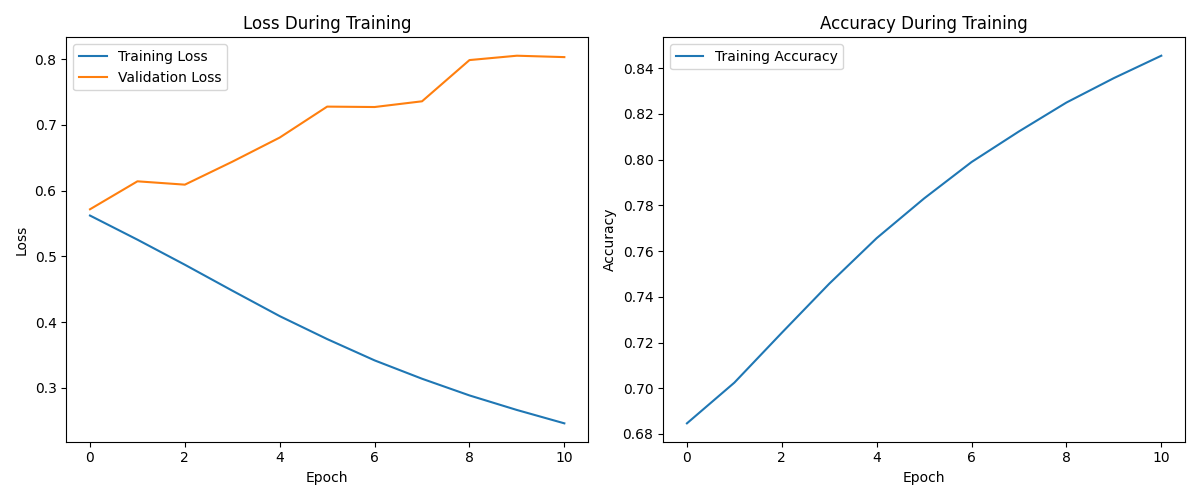 Loss During Training
Training Loss
Validation Loss
0.8
0.7
0.6
0.5
0.4
0.3
Loss
0 2 4 6 8 10
Epoch
Accuracy During Training
Training Accuracy
0.84
0.82
0.80
0.78
0.76
0.74
0.72
0.70
0.68
Accuracy
0 2 4 6 8 10
Epoch